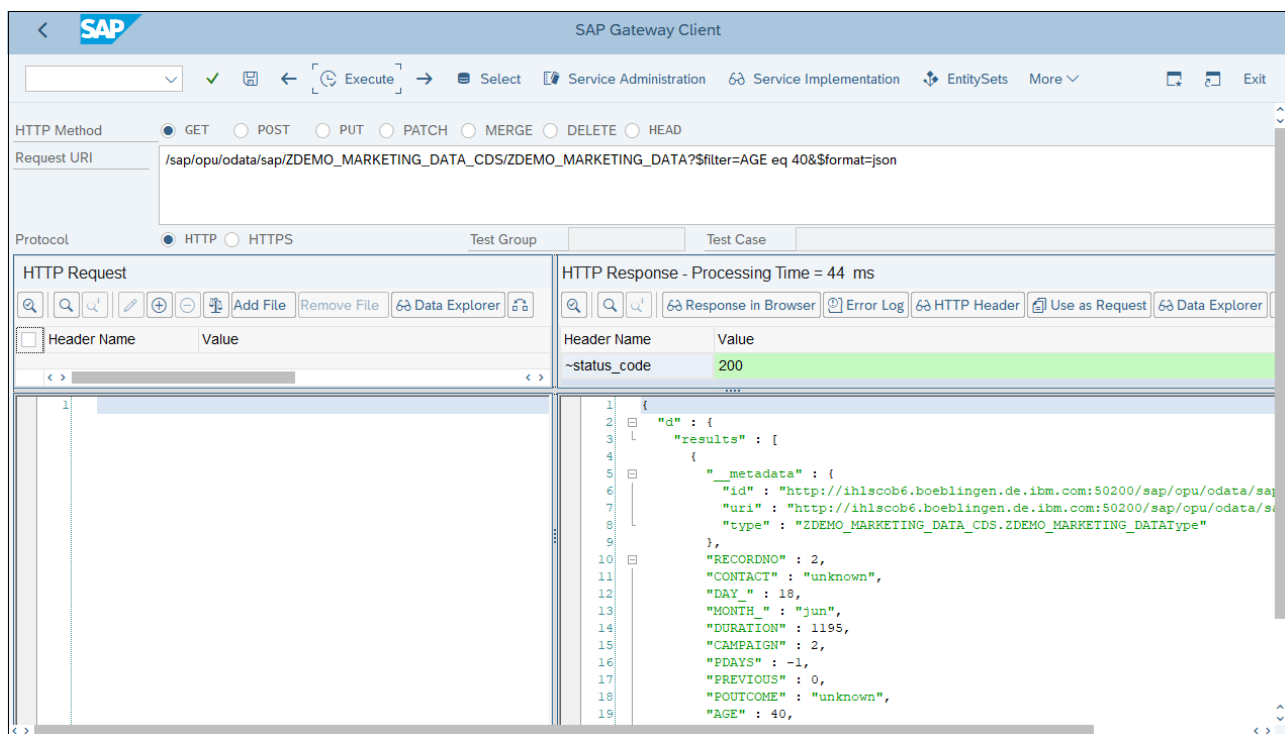 SAP
SAP Gateway Client
Execute Select Service Administration Service Implementation EntitySets More Exit
HTTP Method GET POST PUT PATCH MERGE DELETE HEAD
Request URI /sap/opu/odata/sap/ZDEMO_MARKETING_DATA_CDS/ZDEMO_MARKETING_DATA?$filter=AGE eq 40&$format=json
Protocol HTTP HTTPS Test Group Test Case
HTTP Request
Add File Remove File Data Explorer
Header Name Value
1
HTTP Response - Processing Time = 44 ms
Response in Browser Error Log HTTP Header Use as Request Data Explorer
Header Name Value
~status_code 200
1 {
2 "d" : {
3 "results" : [
4 {
5 "__metadata" : {
6 "id" : "http://ihlscob6.boeblingen.de.ibm.com:50200/sap/opu/odata/sap
7 "uri" : "http://ihlscob6.boeblingen.de.ibm.com:50200/sap/opu/odata/sa
8 "type" : "ZDEMO_MARKETING_DATA_CDS.ZDEMO_MARKETING_DATAType"
9 },
10 "RECORDNO" : 2,
11 "CONTACT" : "unknown",
12 "DAY_" : 18,
13 "MONTH_" : "jun",
14 "DURATION" : 1195,
15 "CAMPAIGN" : 2,
16 "PDAYS" : -1,
17 "PREVIOUS" : 0,
18 "POUTCOME" : "unknown",
19 "AGE" : 40,